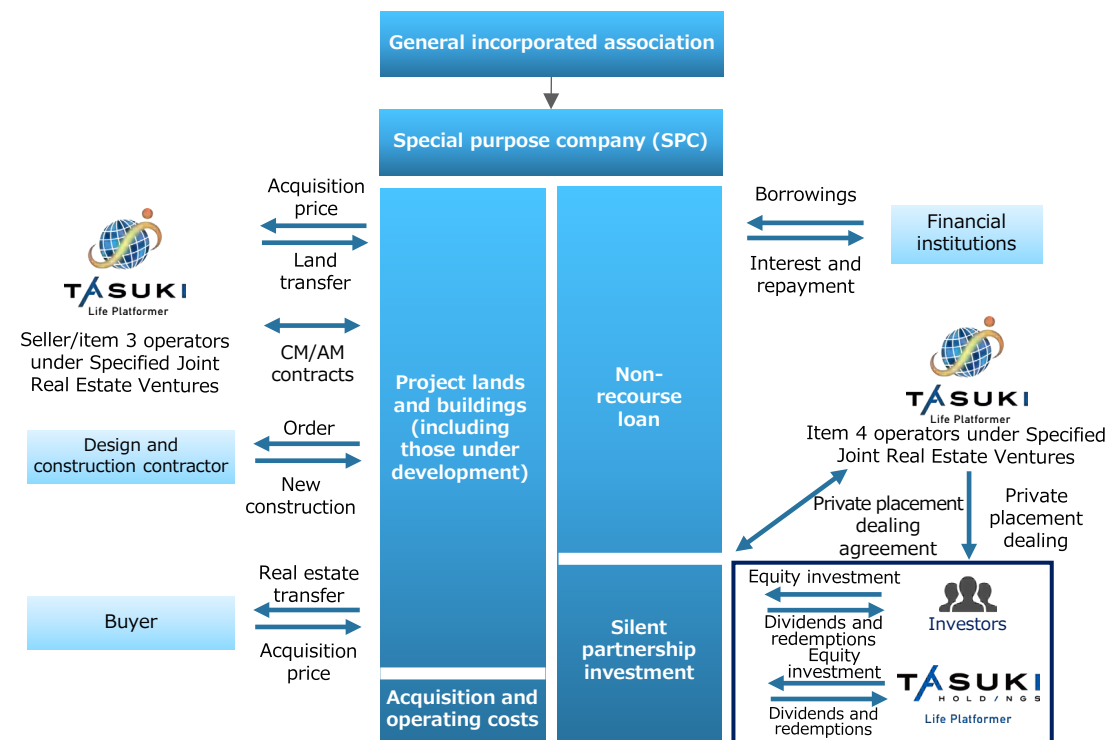 General incorporated association
Special purpose company (SPC)
Acquisition
price
Land
transfer
TASUKI
Life Platformer
Seller/item 3 operators
under Specified Joint
Real Estate Ventures
CM/AM
contracts
Design and
construction contractor
Order
New
construction
Buyer
Real estate
transfer
Acquisition
price
Project lands
and buildings
(including
those under
development)
Acquisition and
operating costs
Non-
recourse
loan
Silent
partnership
investment
Borrowings
Interest and
repayment
Financial
institutions
TASUKI
Life Platformer
Item 4 operators under Specified
Joint Real Estate Ventures
Private placement
dealing
agreement
Private
placement
dealing
Equity investment
Dividends and
redemptions
Investors
Equity
investment
Dividends and
redemptions
TASUKI
HOLDINGS
Life Platformer